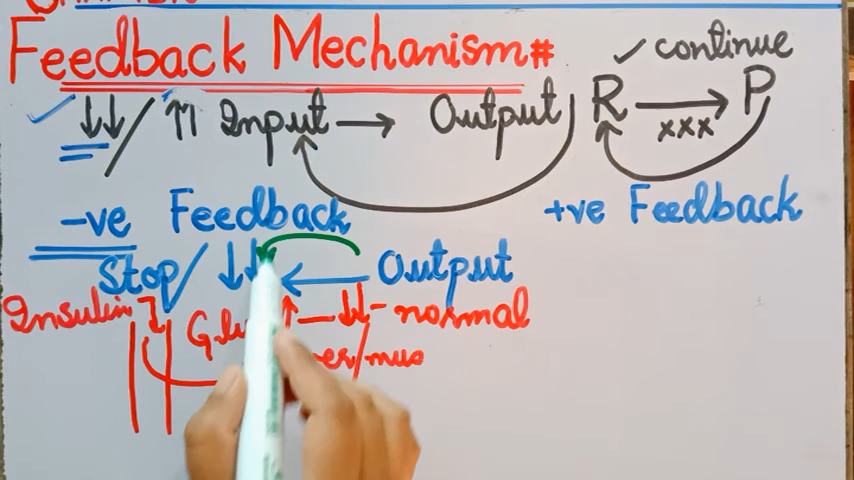 Feedback Mechanism#
✓ continue
✓ ↓↓/↑↑ Input → Output R → P
xxx
-ve Feedback +ve Feedback
Stop/↓↓ ← Output
Insulin ↑ — ↓↓ - normal